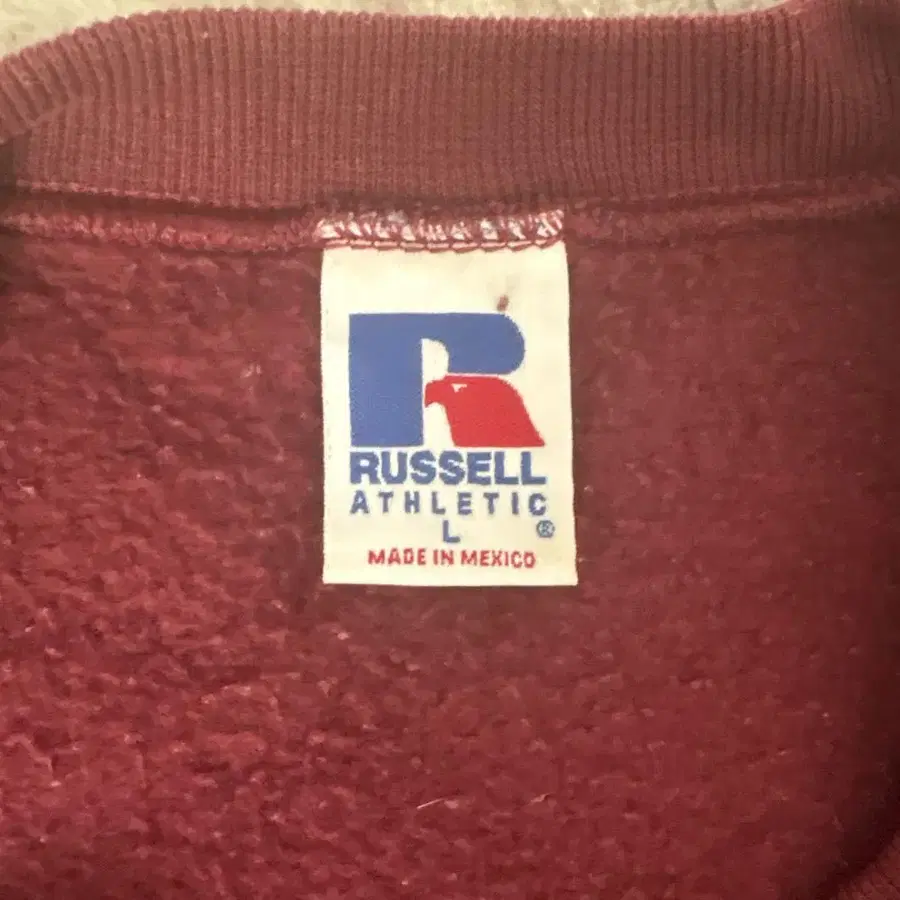 R
RUSSELL
ATHLETIC
L ®
MADE IN MEXICO